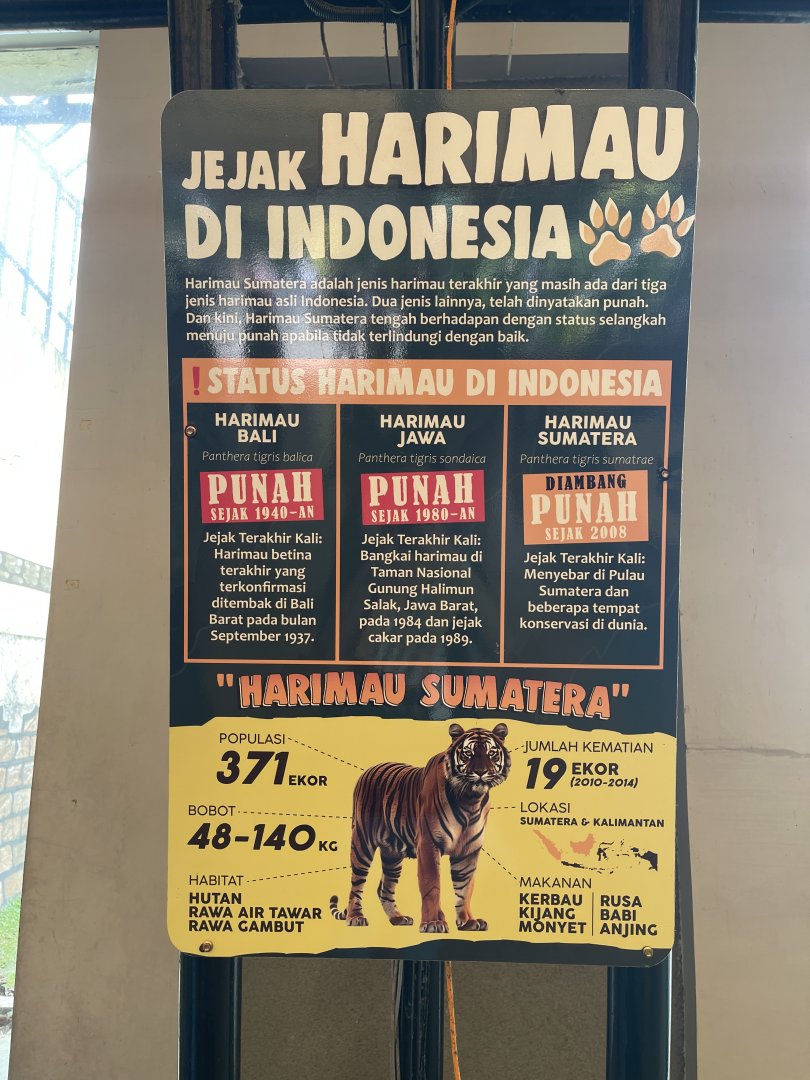 JEJAK HARIMAU
DI INDONESIA
Harimau Sumatera adalah jenis harimau terakhir yang masih ada dari tiga
jenis harimau asli Indonesia. Dua jenis lainnya, telah dinyatakan punah.
Dan kini, Harimau Sumatera tengah berhadapan dengan status selangkah
menuju punah apabila tidak terlindungi dengan baik.
! STATUS HARIMAU DI INDONESIA
HARIMAU
BALI
Panthera tigris balica
PUNAH
SEJAK 1940-AN
Jejak Terakhir Kali:
Harimau betina
terakhir yang
terkonfirmasi
ditembak di Bali
Barat pada bulan
September 1937.
HARIMAU
JAWA
Panthera tigris sondaica
PUNAH
SEJAK 1980-AN
Jejak Terakhir Kali:
Bangkai harimau di
Taman Nasional
Gunung Halimun
Salak, Jawa Barat,
pada 1984 dan jejak
cakar pada 1989.
HARIMAU
SUMATERA
Panthera tigris sumatrae
DIAMBANG
PUNAH
SEJAK 2008
Jejak Terakhir Kali:
Menyebar di Pulau
Sumatera dan
beberapa tempat
konservasi di dunia.
"HARIMAU SUMATERA"
POPULASI
371 EKOR
BOBOT
48-140 KG
HABITAT
HUTAN
RAWA AIR TAWAR
RAWA GAMBUT
JUMLAH KEMATIAN
19 EKOR
(2010-2014)
LOKASI
SUMATERA & KALIMANTAN
MAKANAN
KERBAU
KIJANG
MONYET
RUSA
BABI
ANJING